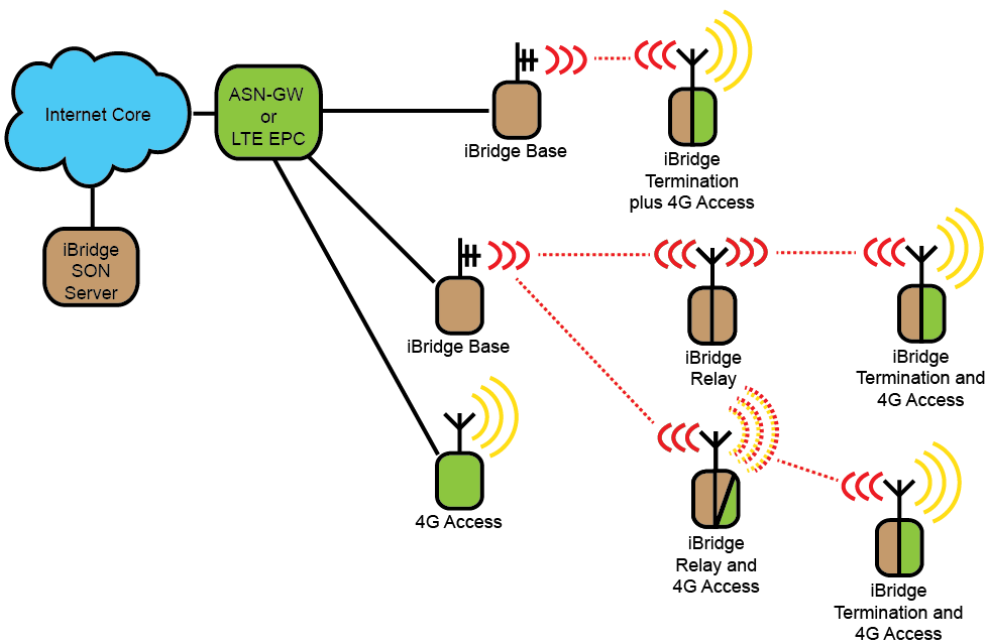 Internet Core
ASN-GW
or
LTE EPC
iBridge
SON
Server
iBridge Base
iBridge
Termination
plus 4G Access
iBridge Base
iBridge
Relay
iBridge
Termination and
4G Access
4G Access
iBridge
Relay and
4G Access
iBridge
Termination and
4G Access